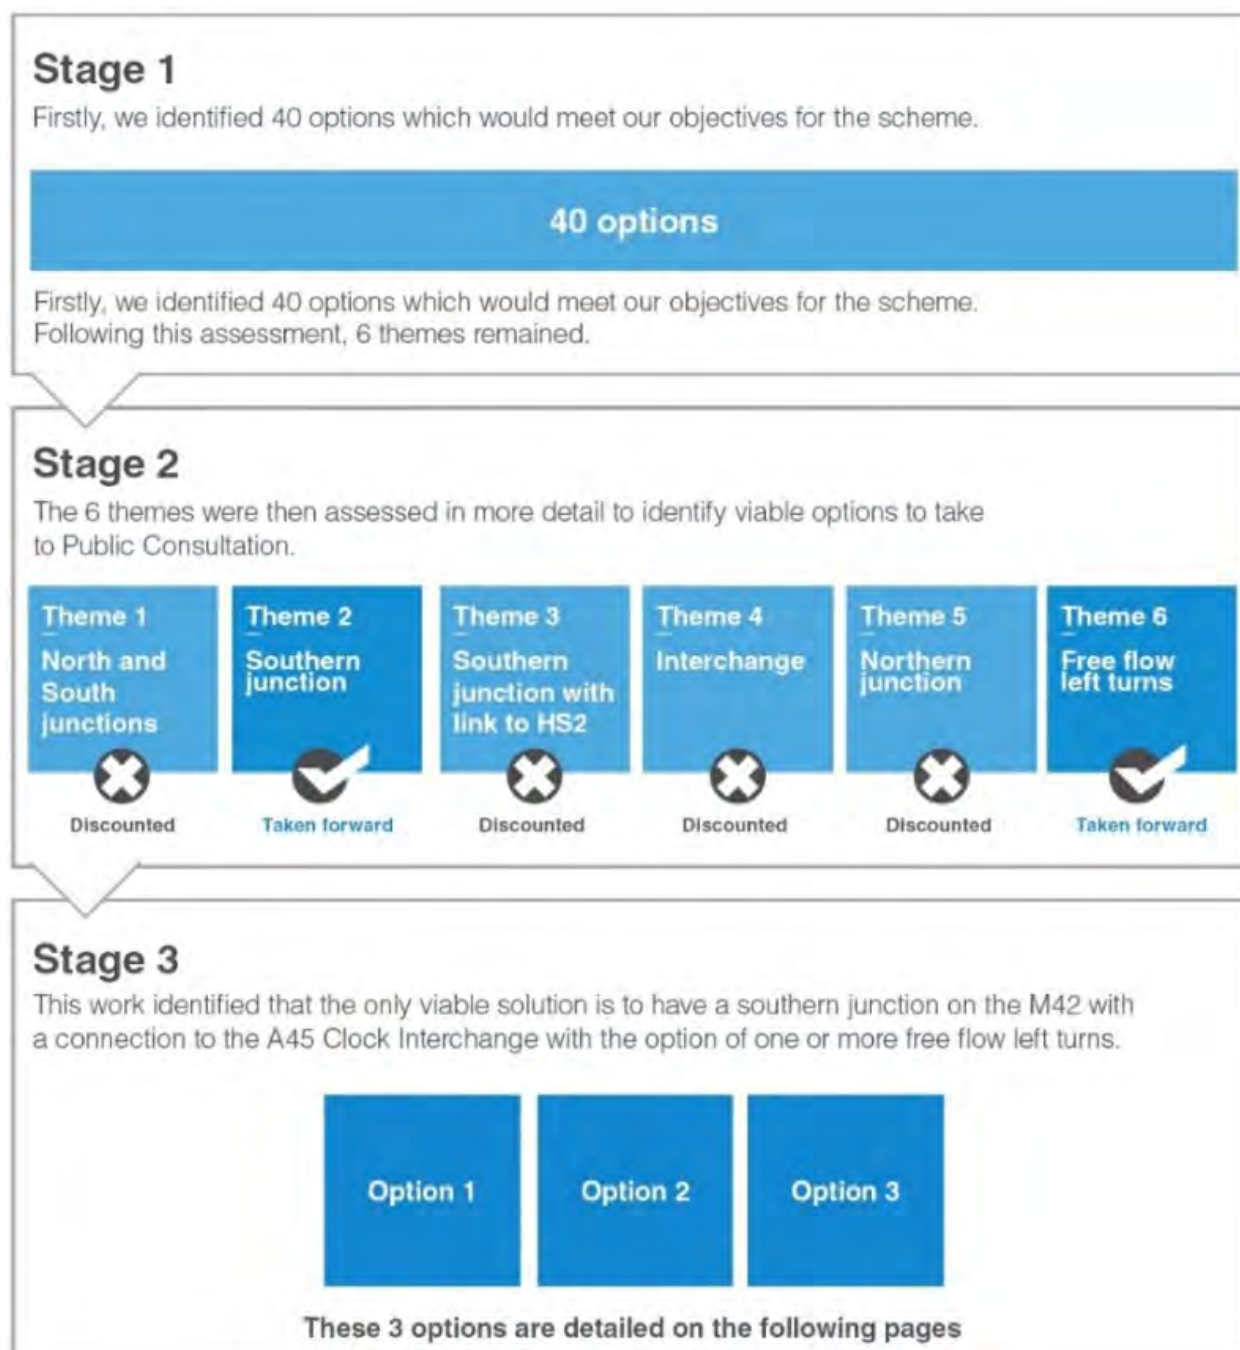 Stage 1
Firstly, we identified 40 options which would meet our objectives for the scheme.
40 options
Firstly, we identified 40 options which would meet our objectives for the scheme.
Following this assessment, 6 themes remained.
Stage 2
The 6 themes were then assessed in more detail to identify viable options to take
to Public Consultation.
Theme 1
North and
South
junctions
Discounted
Theme 2
Southern
junction
Taken forward
Theme 3
Southern
junction with
link to HS2
Discounted
Theme 4
Interchange
Discounted
Theme 5
Northern
junction
Discounted
Theme 6
Free flow
left turns
Taken forward
Stage 3
This work identified that the only viable solution is to have a southern junction on the M42 with
a connection to the A45 Clock Interchange with the option of one or more free flow left turns.
Option 1
Option 2
Option 3
These 3 options are detailed on the following pages